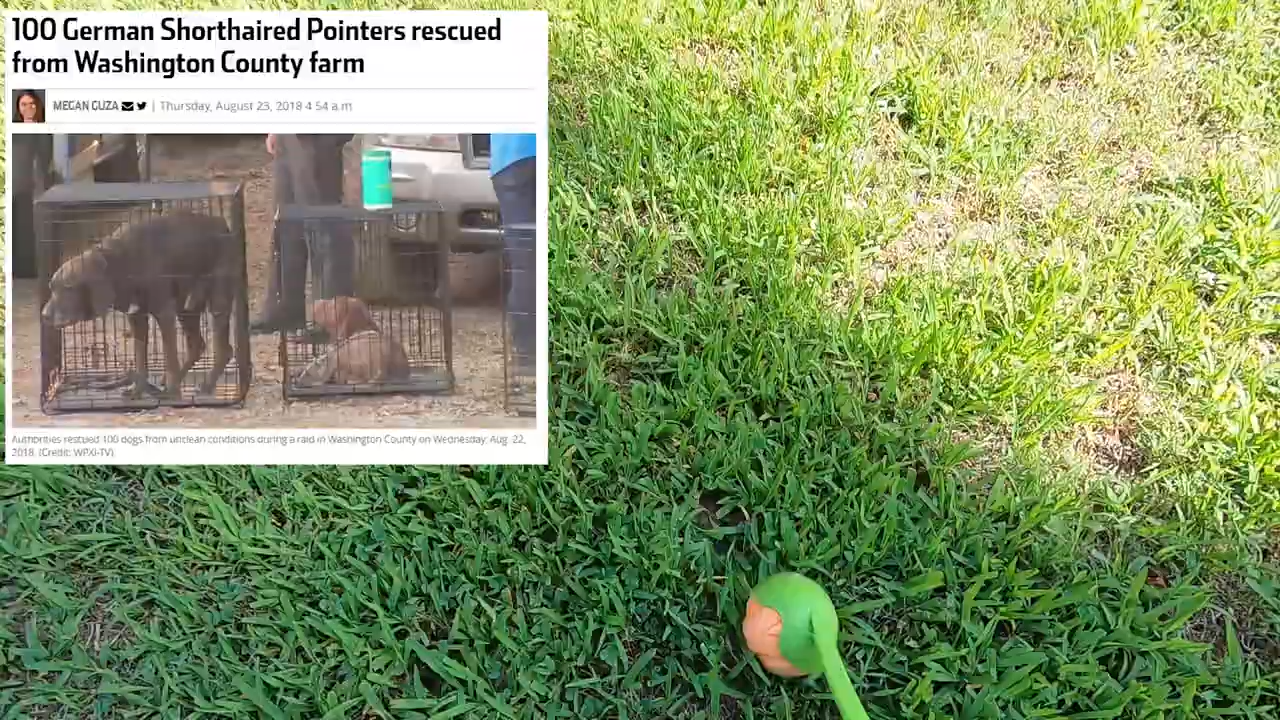 100 German Shorthaired Pointers rescued
from Washington County farm
MEGAN GUZA | Thursday, August 23, 2018 4:54 a.m
Authorities rescued 100 dogs from unclean conditions during a raid in Washington County on Wednesday, Aug. 22,
2018. (Credit: WPXI-TV)